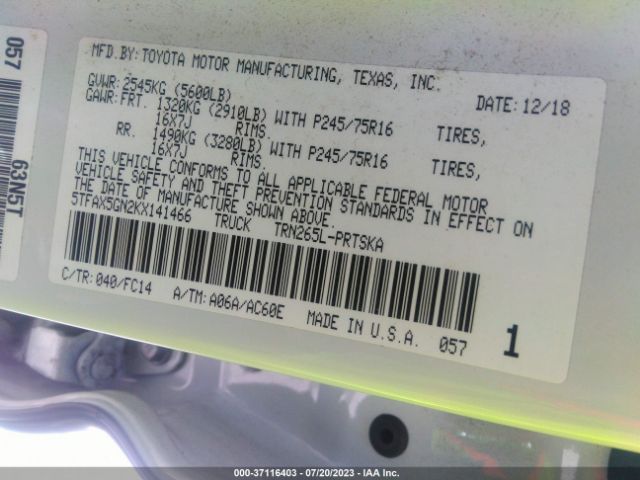 057
63N5T
MFD.BY:TOYOTA MOTOR MANUFACTURING, TEXAS, INC.
GVWR:2545KG (5600LB) DATE:12/18
GAWR:FRT. 1320KG (2910LB) WITH P245/75R16 TIRES,
16X7J RIMS.
RR. 1490KG (3280LB) WITH P245/75R16 TIRES,
16X7J RIMS.
THIS VEHICLE CONFORMS TO ALL APPLICABLE FEDERAL MOTOR
VEHICLE SAFETY AND THEFT PREVENTION STANDARDS IN EFFECT ON
THE DATE OF MANUFACTURE SHOWN ABOVE.
5TFAX5GN2KX141466 TRUCK TRN265L-PRTSKA
C/TR:040/FC14 A/TM:A06A/AC60E MADE IN U.S.A. 057 1
000-37116403 - 07/20/2023 - IAA Inc.